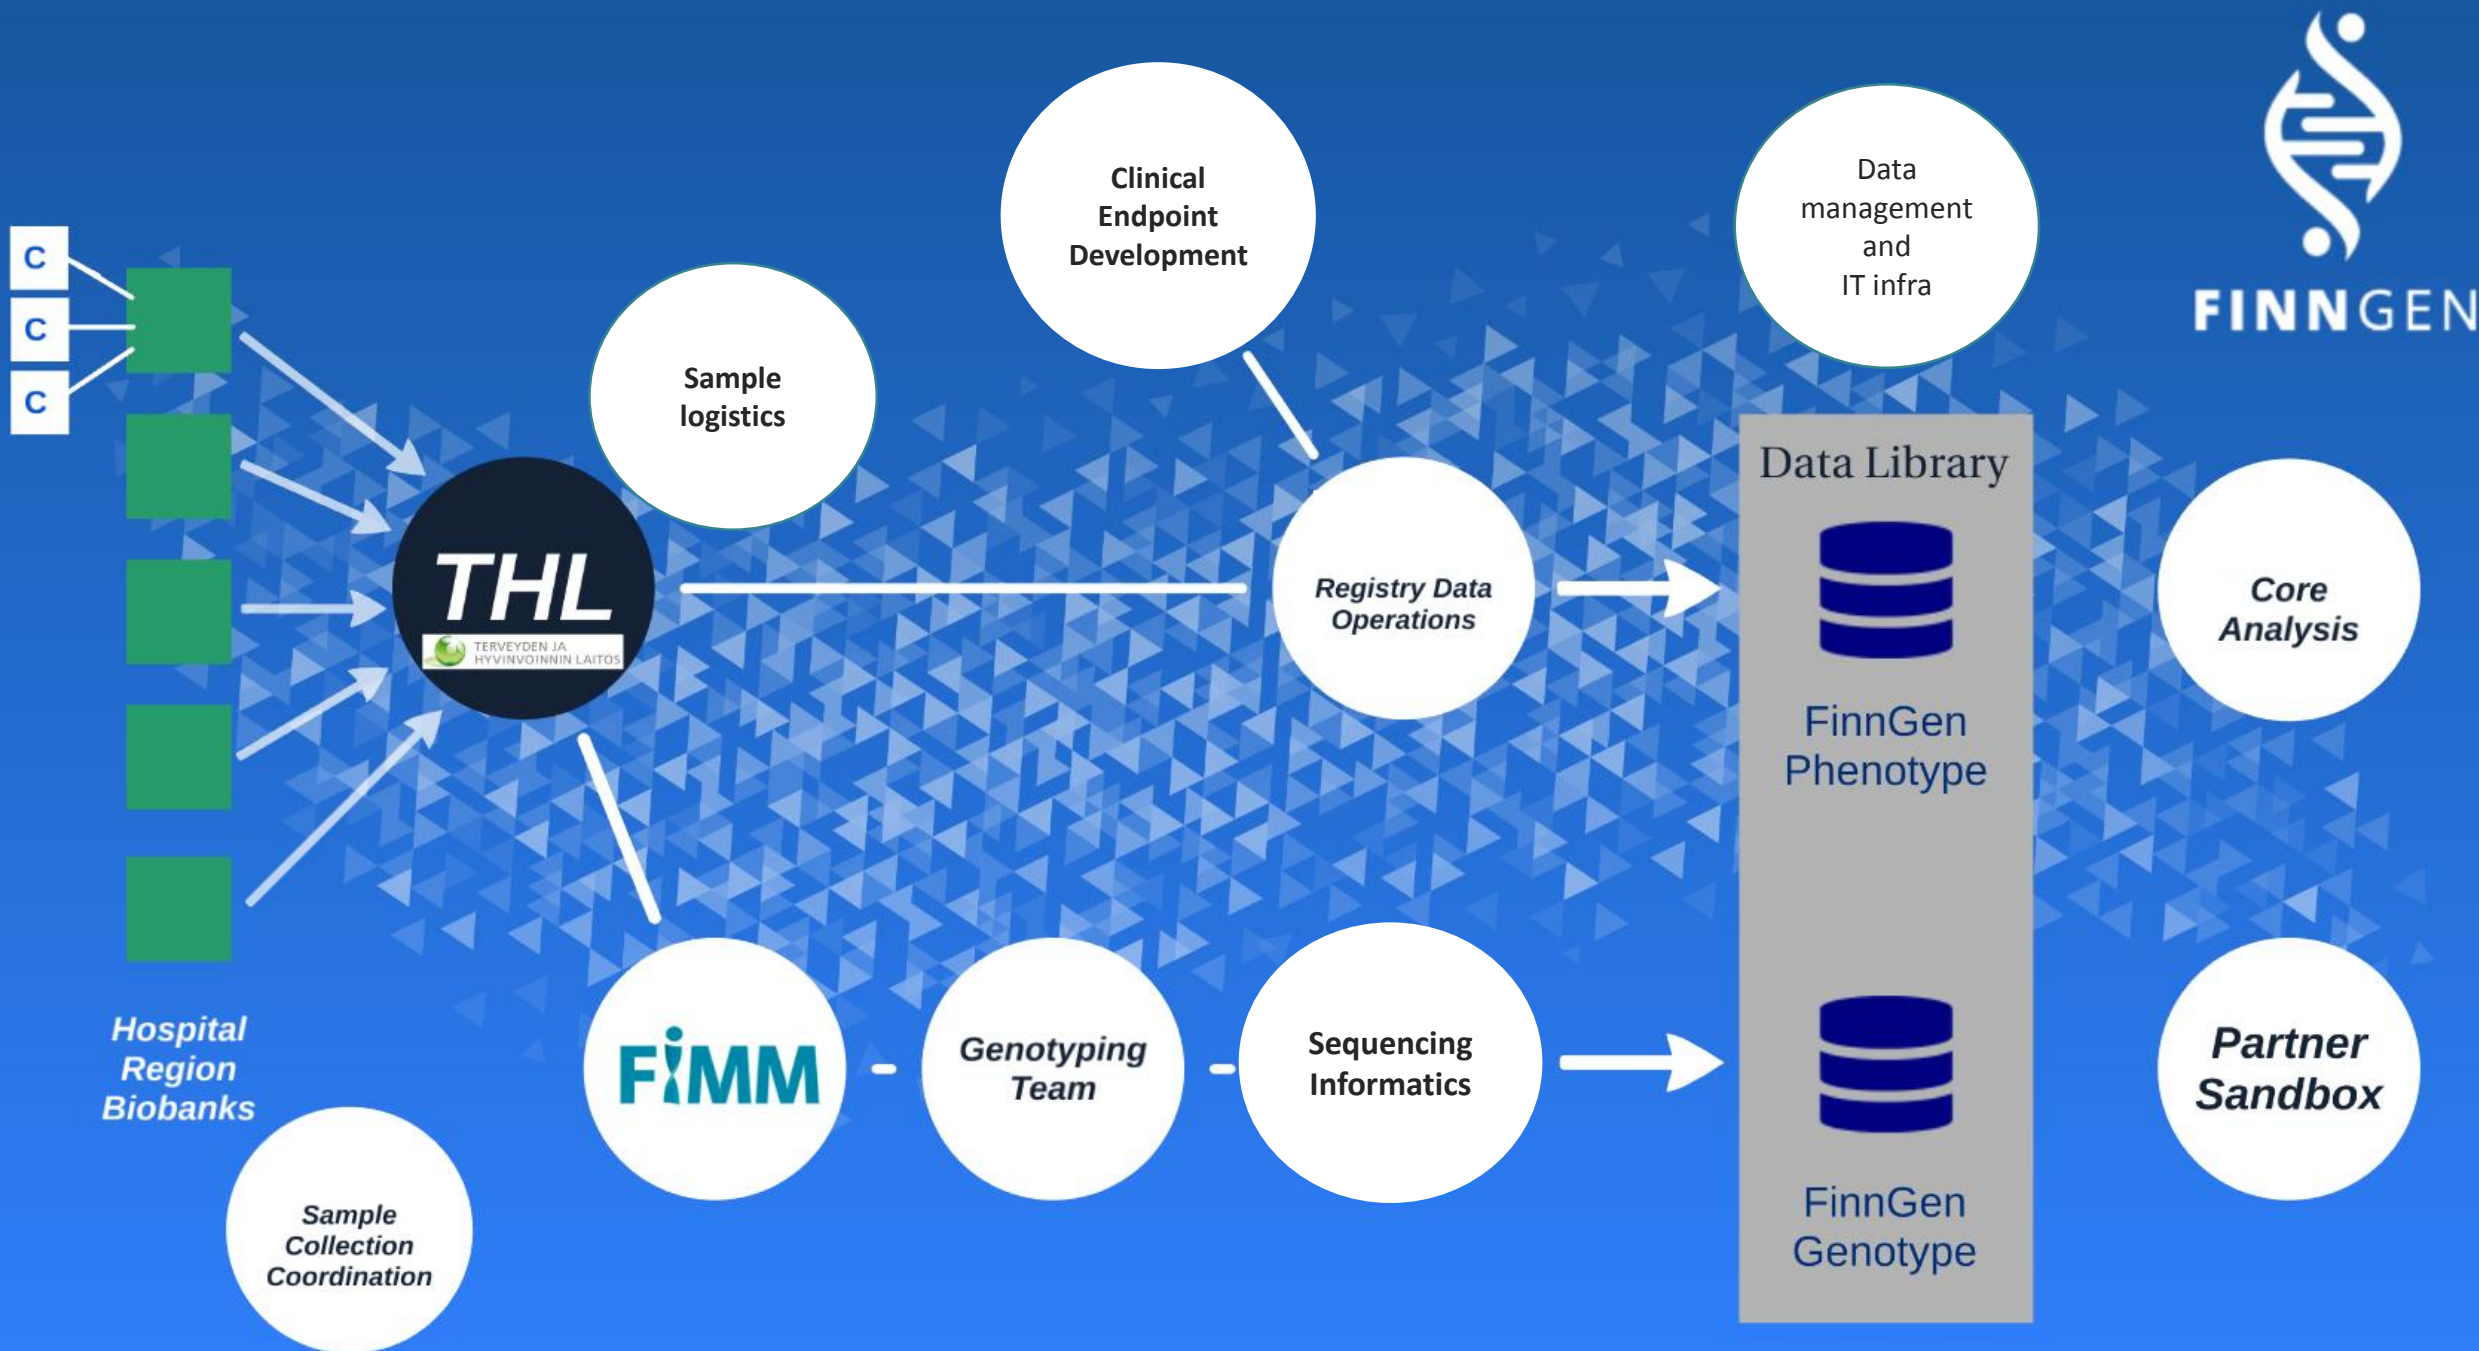 FINNGEN
Clinical
Endpoint
Development
Data
management
and
IT infra
C
C
C
Sample
logistics
Data Library
THL
TERVEYDEN JA
HYVINVOINNIN LAITOS
Registry Data
Operations
Core
Analysis
FinnGen
Phenotype
Hospital
Region
Biobanks
FiMM
Genotyping
Team
Sequencing
Informatics
Partner
Sandbox
FinnGen
Genotype
Sample
Collection
Coordination